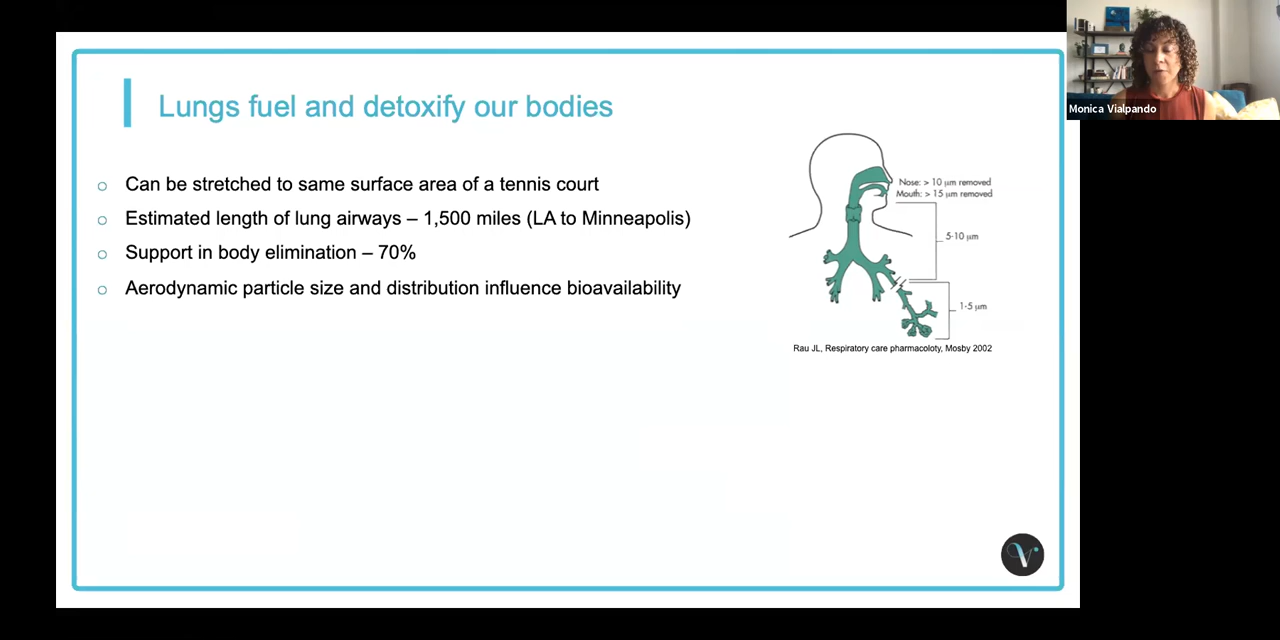 Lungs fuel and detoxify our bodies
Can be stretched to same surface area of a tennis court
Estimated length of lung airways – 1,500 miles (LA to Minneapolis)
Support in body elimination – 70%
Aerodynamic particle size and distribution influence bioavailability
Nose: > 10 µm removed
Mouth: > 15 µm removed
5-10 µm
1-5 µm
Rau JL, Respiratory care pharmacoloty, Mosby 2002
V
Monica Vialpando